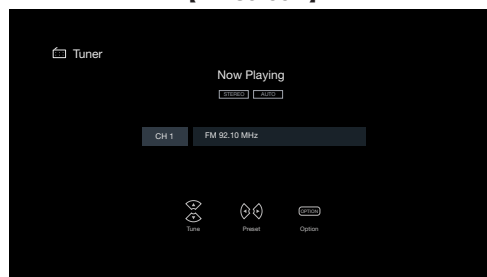 Tuner
Now Playing
STEREO AUTO
CH 1 FM 92.10 MHz
OPTION
Tune Preset Option